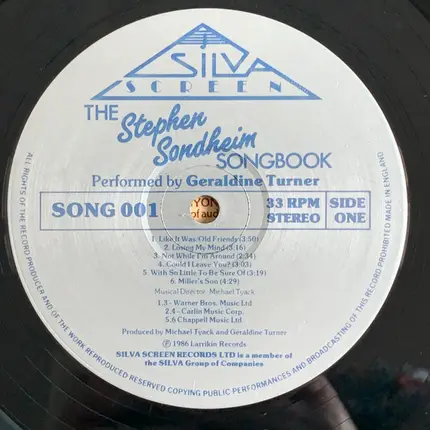 SILVA
SCREEN
THE Stephen Sondheim SONGBOOK
Performed by Geraldine Turner
SONG 001
33 RPM
STEREO
SIDE
ONE
1. Like It Was/Old Friends (3:50)
2. Losing My Mind (3:16)
3. Not While I'm Around (2:34)
4. Could I Leave You? (3:03)
5. With So Little To Be Sure Of (3:19)
6. Miller's Son (4:29)
Musical Director - Michael Tyack
1.3 - Warner Bros. Music Ltd
2.4 - Carlin Music Corp.
5.6 Chappell Music Ltd.
Produced by Michael Tyack and Geraldine Turner
Ⓟ 1986 Larrikin Records
SILVA SCREEN RECORDS LTD is a member of
the SILVA Group of Companies
ALL RIGHTS OF THE RECORD PRODUCER AND OF THE WORK REPRODUCED RESERVED COPYING PUBLIC PERFORMANCES AND BROADCASTING OF THIS RECORD PROHIBITED MADE IN ENGLAND
YON
of aud